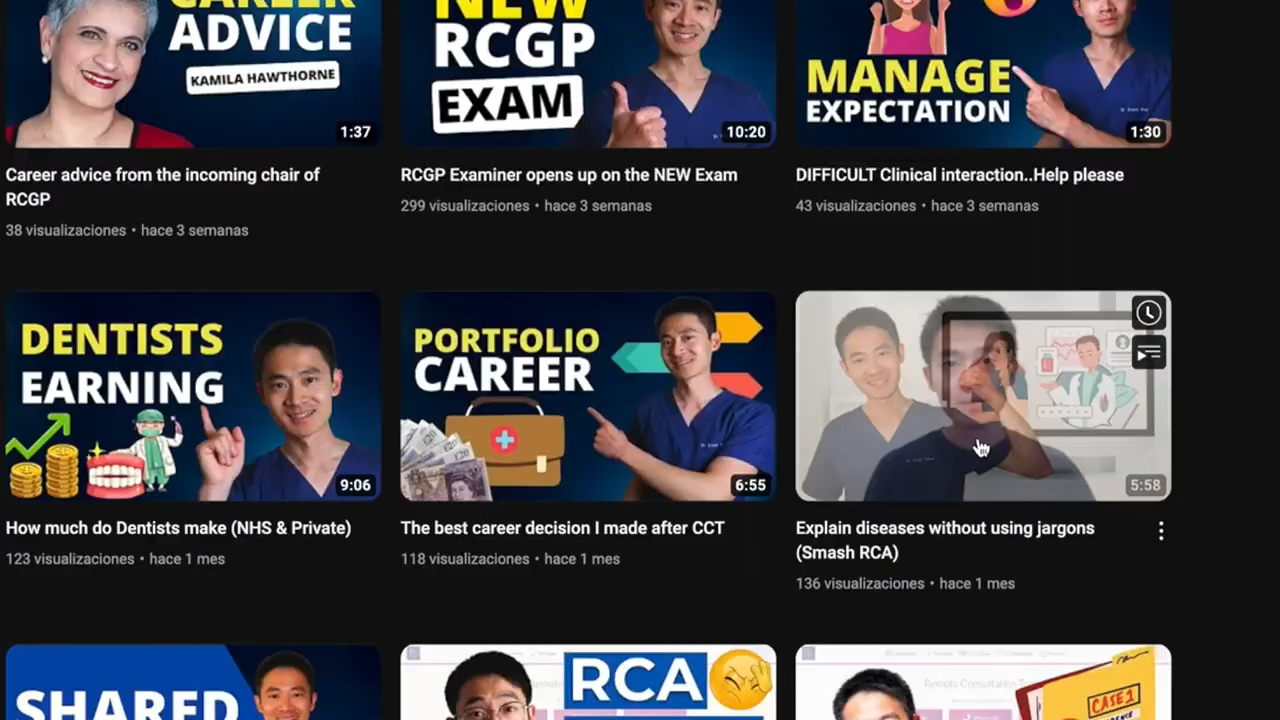 CAREER
ADVICE
KAMILA HAWTHORNE
1:37
NEW
RCGP
EXAM
10:20
MANAGE
EXPECTATION
1:30
Career advice from the incoming chair of
RCGP
38 visualizaciones • hace 3 semanas
RCGP Examiner opens up on the NEW Exam
299 visualizaciones • hace 3 semanas
DIFFICULT Clinical interaction..Help please
43 visualizaciones • hace 3 semanas
DENTISTS
EARNING
9:06
PORTFOLIO
CAREER
£20
6:55
5:58
How much do Dentists make (NHS & Private)
123 visualizaciones • hace 1 mes
The best career decision I made after CCT
118 visualizaciones • hace 1 mes
Explain diseases without using jargons
(Smash RCA)
136 visualizaciones • hace 1 mes
SHARED
RCA
CASE 1